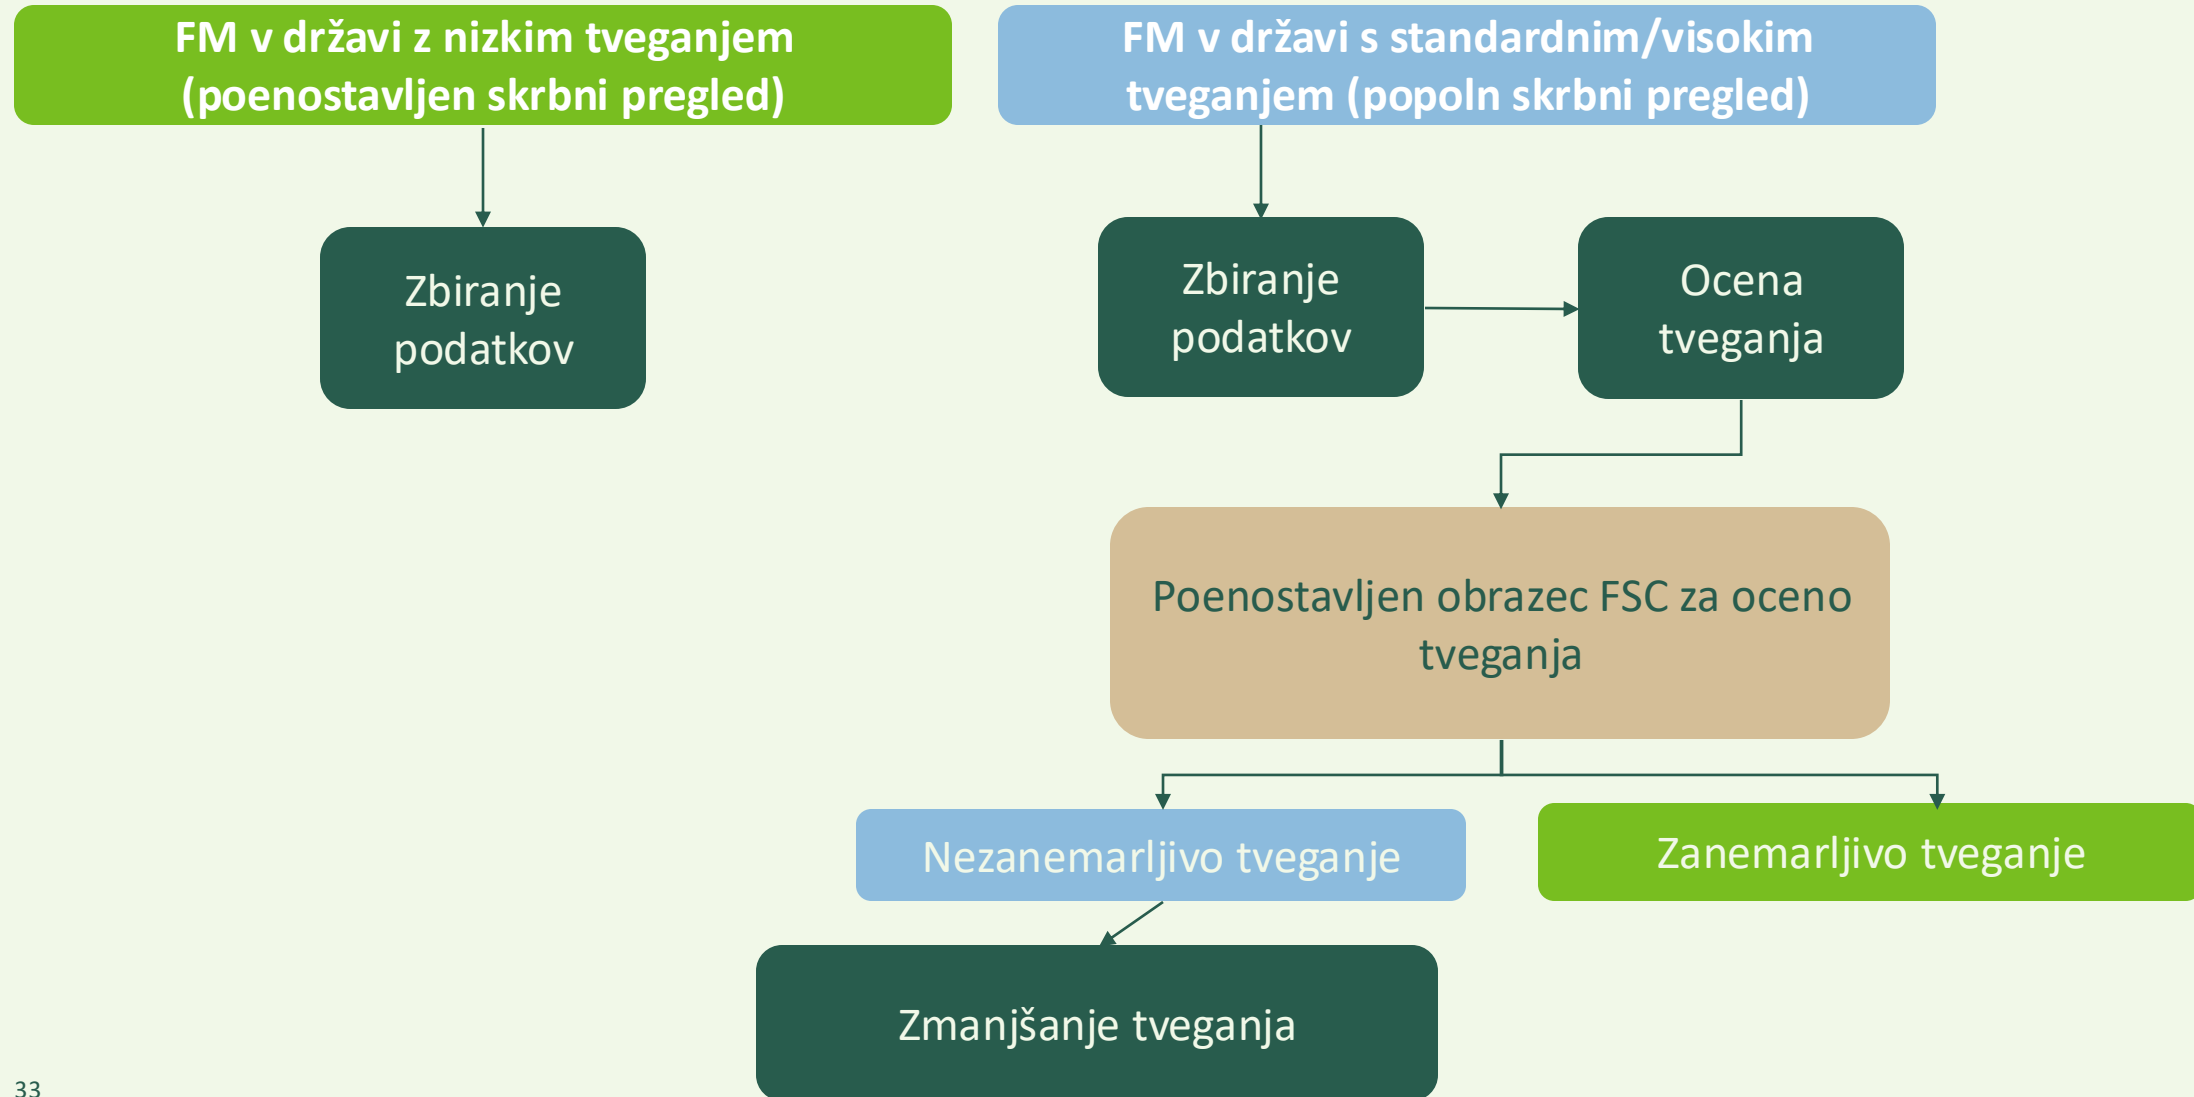 FM v državi z nizkim tveganjem
(poenostavljen skrbni pregled)
FM v državi s standardnim/visokim
tveganjem (popoln skrbni pregled)
Zbiranje
podatkov
Zbiranje
podatkov
Ocena
tveganja
Poenostavljen obrazec FSC za oceno
tveganja
Nezanemarljivo tveganje
Zanemarljivo tveganje
Zmanjšanje tveganja
33